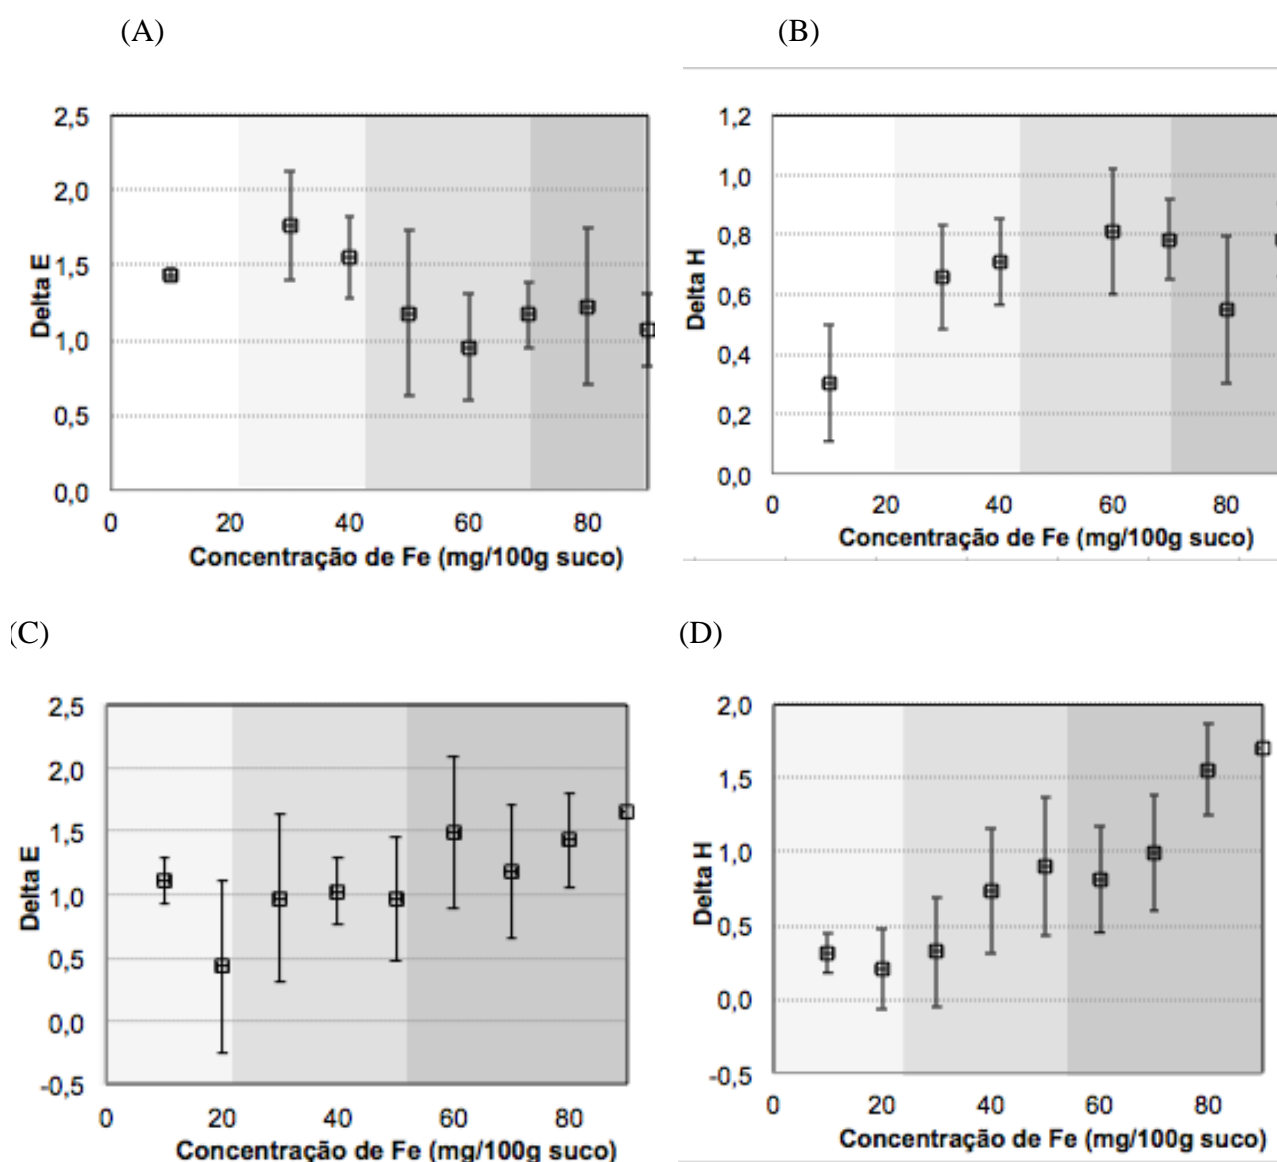 (A)
(B)
2,5
2,0
1,5
1,0
0,5
0,0
Delta E
0 20 40 60 80
Concentração de Fe (mg/100g suco)
1,2
1,0
0,8
0,6
0,4
0,2
0,0
Delta H
0 20 40 60 80
Concentração de Fe (mg/100g suco)
(C)
(D)
2,5
2,0
1,5
1,0
0,5
0,0
-0,5
Delta E
0 20 40 60 80
Concentração de Fe (mg/100g suco)
2,0
1,5
1,0
0,5
0,0
-0,5
Delta H
0 20 40 60 80
Concentração de Fe (mg/100g suco)